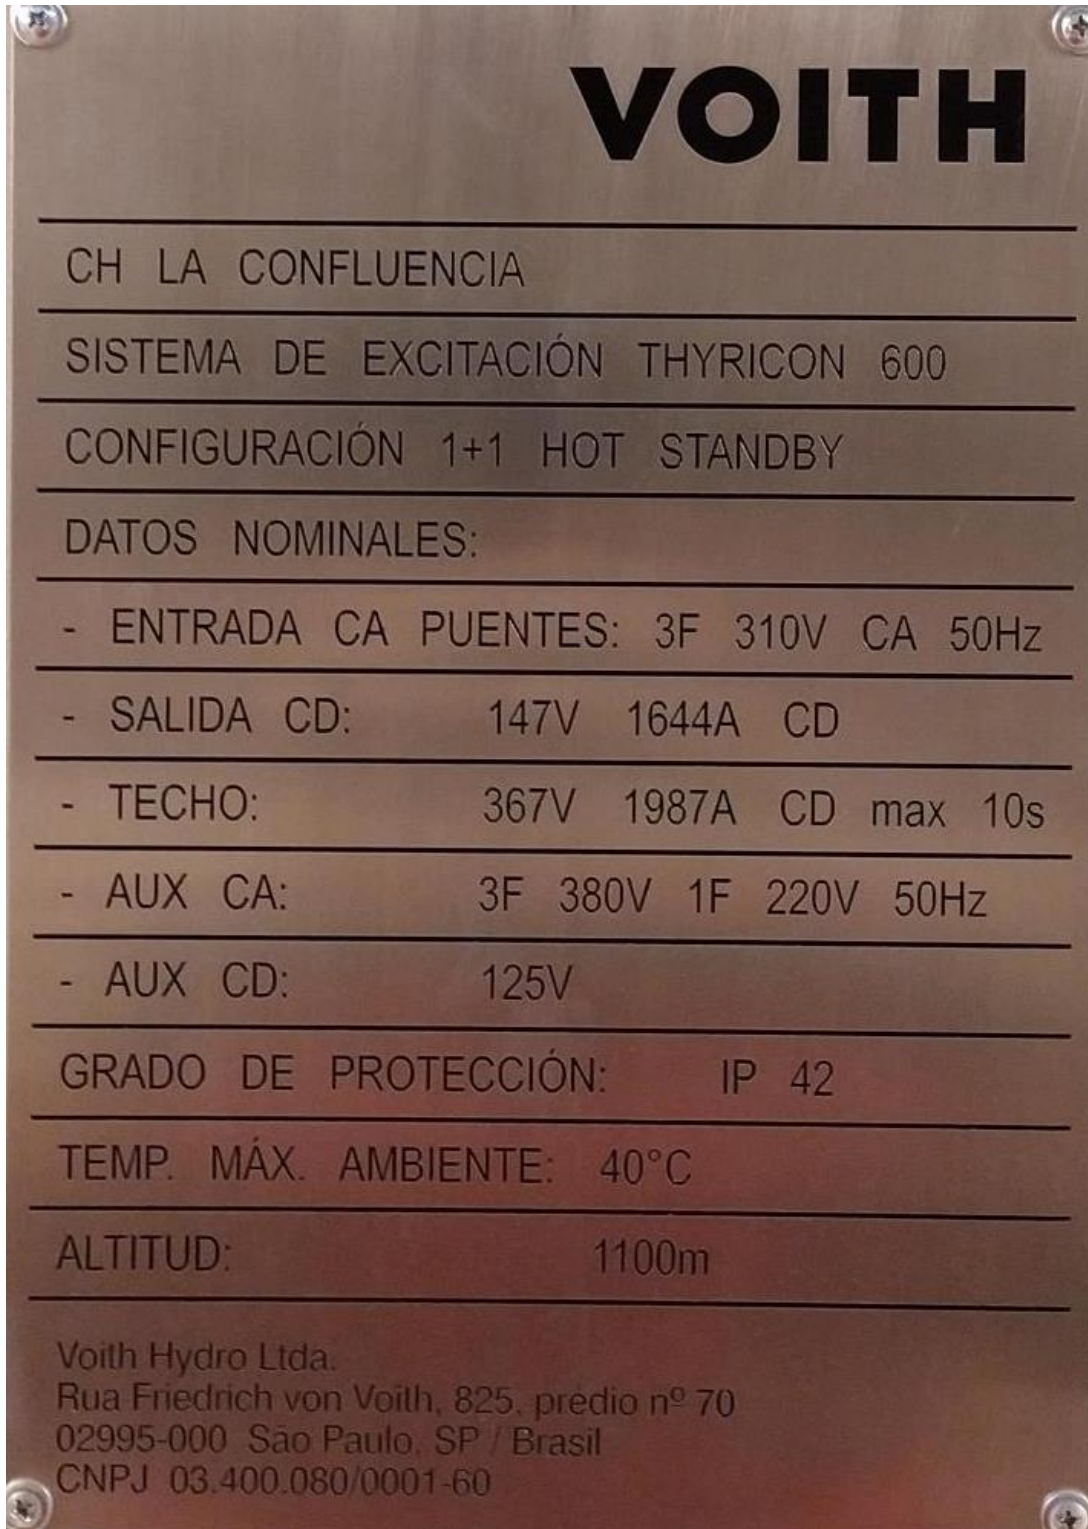 VOITH
CH LA CONFLUENCIA
SISTEMA DE EXCITACIÓN THYRICON 600
CONFIGURACIÓN 1+1 HOT STANDBY
DATOS NOMINALES:
- ENTRADA CA PUENTES: 3F 310V CA 50Hz
- SALIDA CD: 147V 1644A CD
- TECHO: 367V 1987A CD max 10s
- AUX CA: 3F 380V 1F 220V 50Hz
- AUX CD: 125V
GRADO DE PROTECCIÓN: IP 42
TEMP. MÁX. AMBIENTE: 40°C
ALTITUD: 1100m
Voith Hydro Ltda.
Rua Friedrich von Voith, 825, prédio nº 70
02995-000 São Paulo, SP / Brasil
CNPJ 03.400.080/0001-60